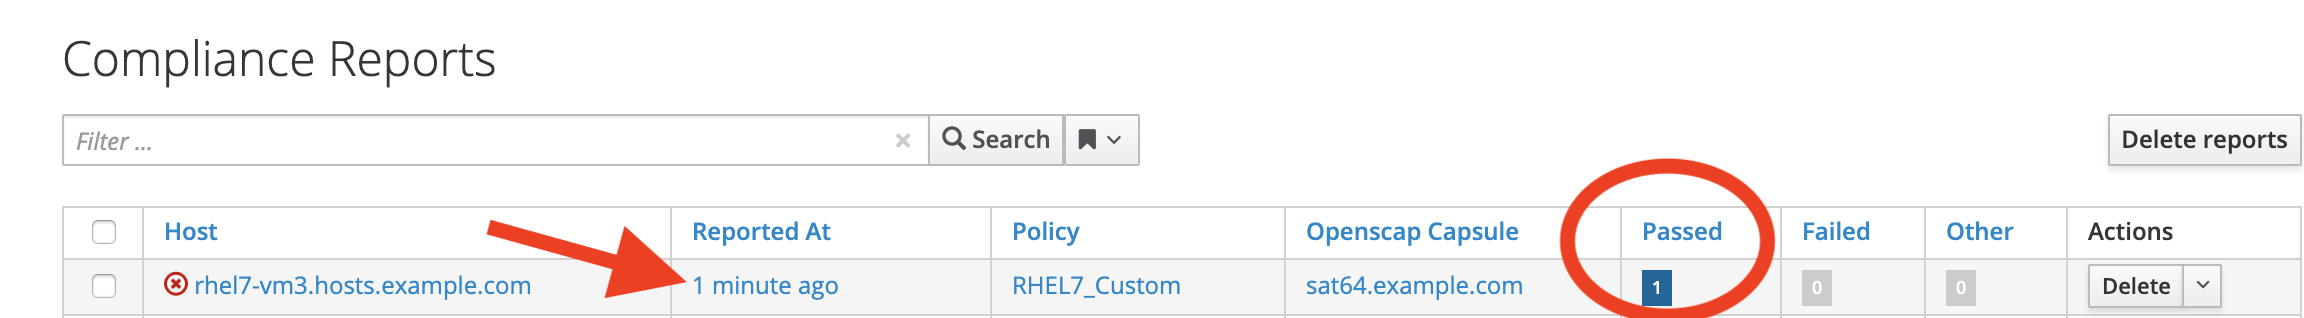 Compliance Reports
Filter ... × Search Delete reports
Host Reported At Policy Openscap Capsule Passed Failed Other Actions
rhel7-vm3.hosts.example.com 1 minute ago RHEL7_Custom sat64.example.com 1 0 0 Delete